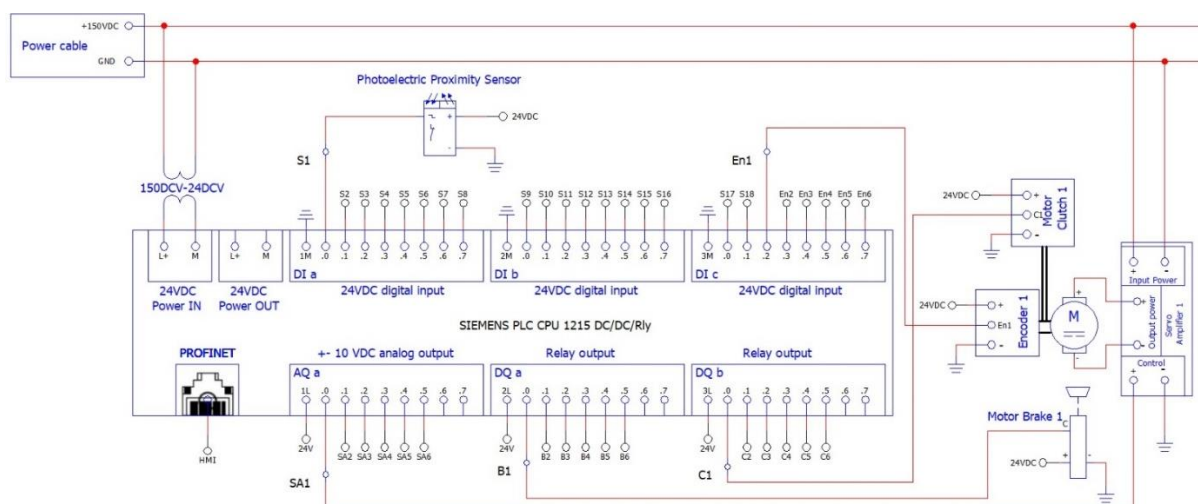 +150VDC
Power cable
GND
Photoelectric Proximity Sensor
+
24VDC
-
S1
En1
150DCV-24DCV
S2 S3 S4 S5 S6 S7 S8
S9 S10 S11 S12 S13 S14 S15 S16
S17 S18 En2 En3 En4 En5 En6
24VDC
+
C1
-
Motor
Clutch 1
L+ M
L+ M
1M .0 .1 .2 .3 .4 .5 .6 .7
2M .0 .1 .2 .3 .4 .5 .6 .7
3M .0 .1 .2 .3 .4 .5 .6 .7
DI a
DI b
DI c
24VDC
Power IN
24VDC
Power OUT
24VDC digital input
24VDC digital input
24VDC digital input
SIEMENS PLC CPU 1215 DC/DC/Rly
24VDC
+
En1
-
Encoder 1
+
M
-
+ -
Input Power
+
-
Output power
Servo
Amplifier 1
Control
+ -
PROFINET
+- 10 VDC analog output
Relay output
Relay output
AQ a
DQ a
DQ b
1L .0 .1 .2 .3 .4 .5 .6 .7
2L .0 .1 .2 .3 .4 .5 .6 .7
3L .0 .1 .2 .3 .4 .5 .6 .7
HMI
24V
SA2 SA3 SA4 SA5 SA6
24V
B2 B3 B4 B5 B6
24V
C2 C3 C4 C5 C6
SA1
B1
C1
Motor Brake 1
C
24VDC
+
-